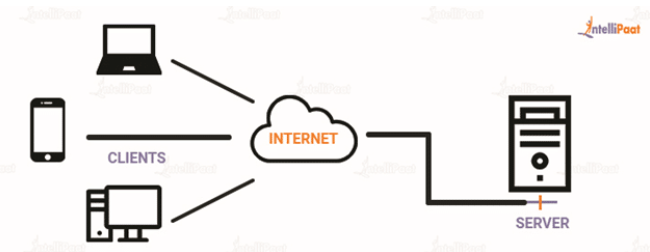 IntelliPaat
INTERNET
CLIENTS
SERVER